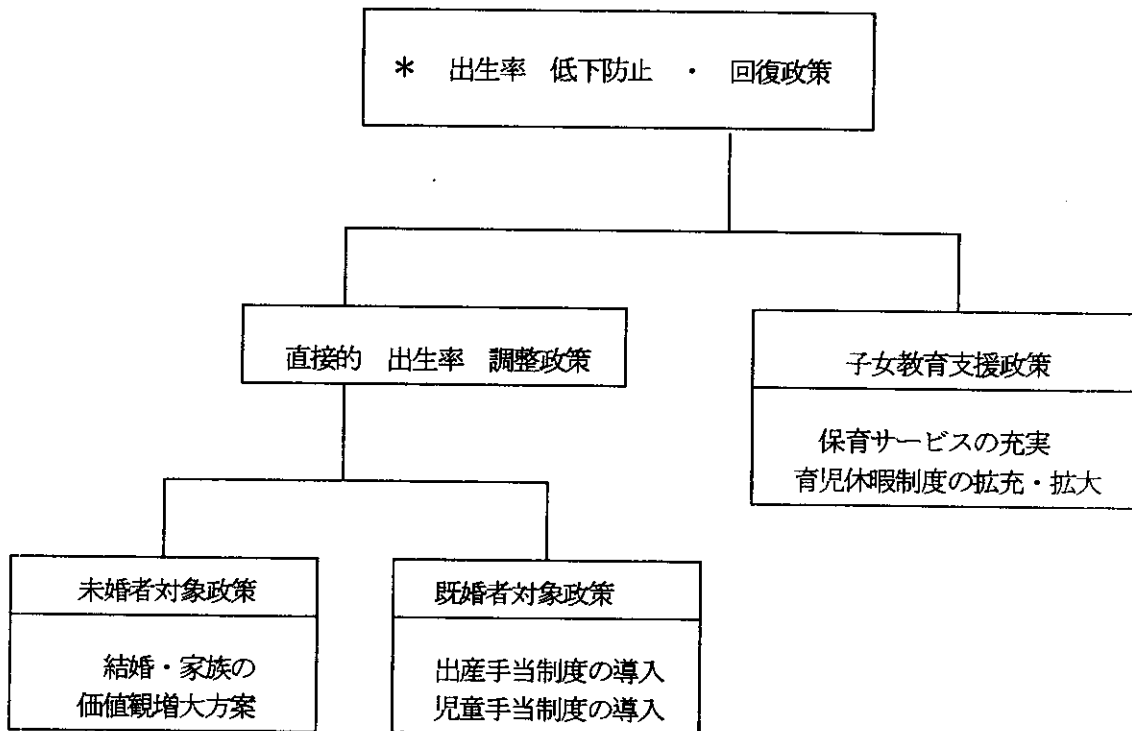 * 出生率 低下防止 ・ 回復政策
直接的 出生率 調整政策
子女教育支援政策
保育サービスの充実
育児休暇制度の拡充・拡大
未婚者対象政策
結婚・家族の
価値観増大方案
既婚者対象政策
出産手当制度の導入
児童手当制度の導入